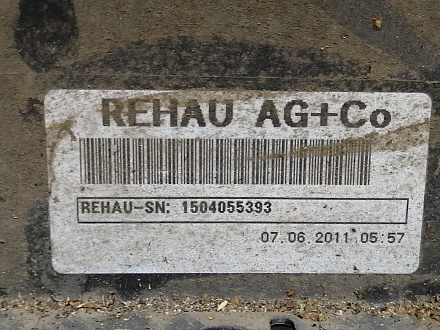 REHAU AG+Co
REHAU-SN: 1504055393
07.06.2011 05:57